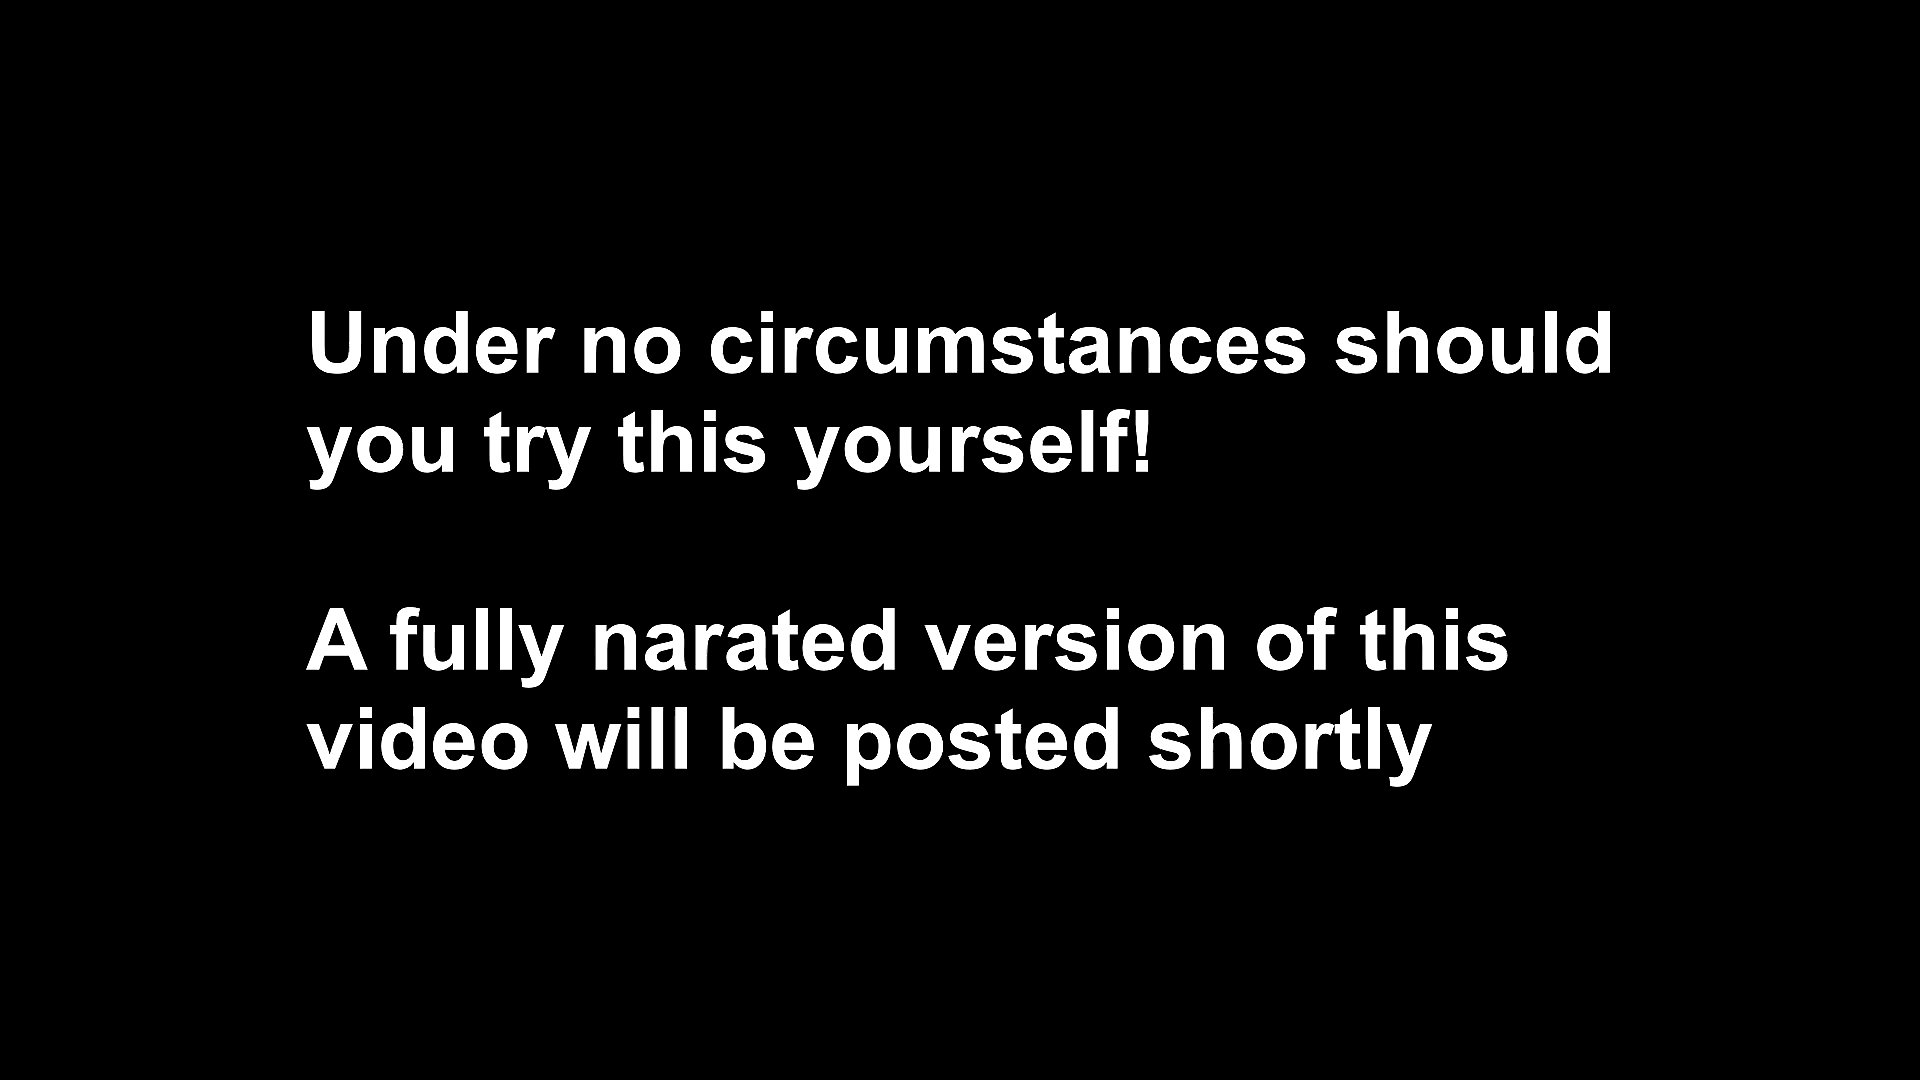 Under no circumstances should
you try this yourself!
A fully narated version of this
video will be posted shortly